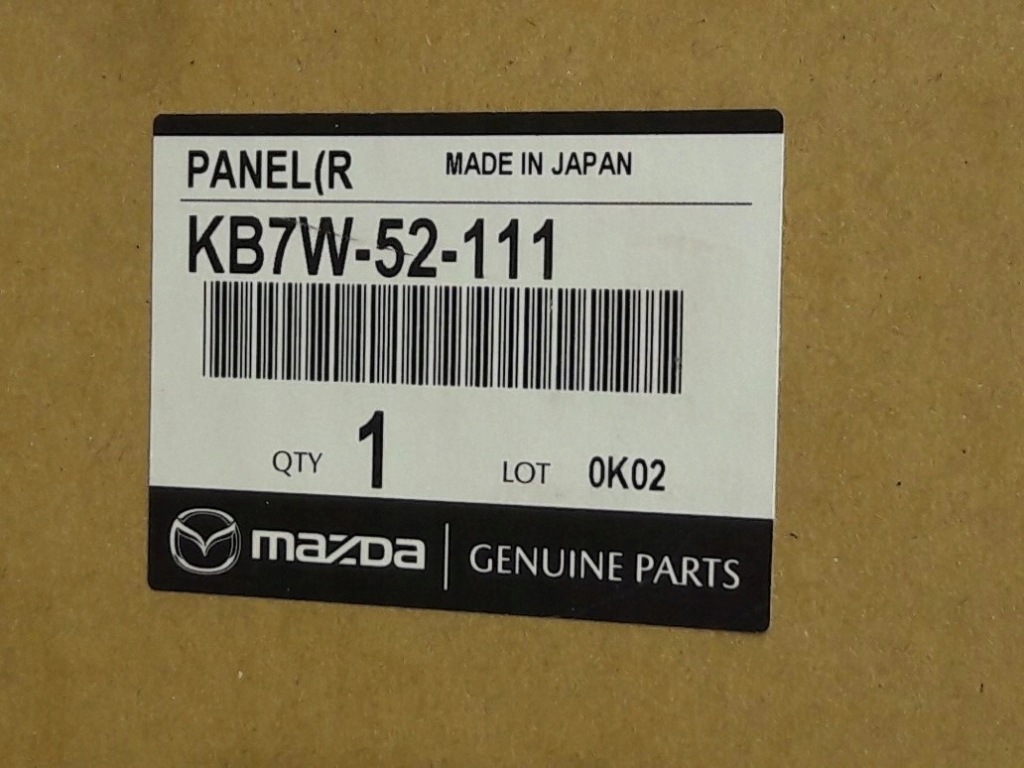 PANEL(R MADE IN JAPAN
KB7W-52-111
QTY 1 LOT 0K02
mazda GENUINE PARTS